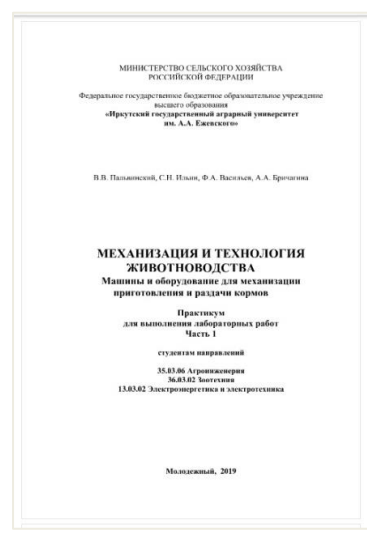 МИНИСТЕРСТВО СЕЛЬСКОГО ХОЗЯЙСТВА
РОССИЙСКОЙ ФЕДЕРАЦИИ
Федеральное государственное бюджетное образовательное учреждение
высшего образования
«Иркутский государственный аграрный университет
им. А.А. Ежевского»
В.В. Пальвинский, С.Н. Ильин, Ф.А. Васильев, А.А. Бричагина
МЕХАНИЗАЦИЯ И ТЕХНОЛОГИЯ
ЖИВОТНОВОДСТВА
Машины и оборудование для механизации
приготовления и раздачи кормов
Практикум
для выполнения лабораторных работ
Часть 1
студентам направлений
35.03.06 Агроинженерия
36.03.02 Зоотехния
13.03.02 Электроэнергетика и электротехника
Молодежный, 2019